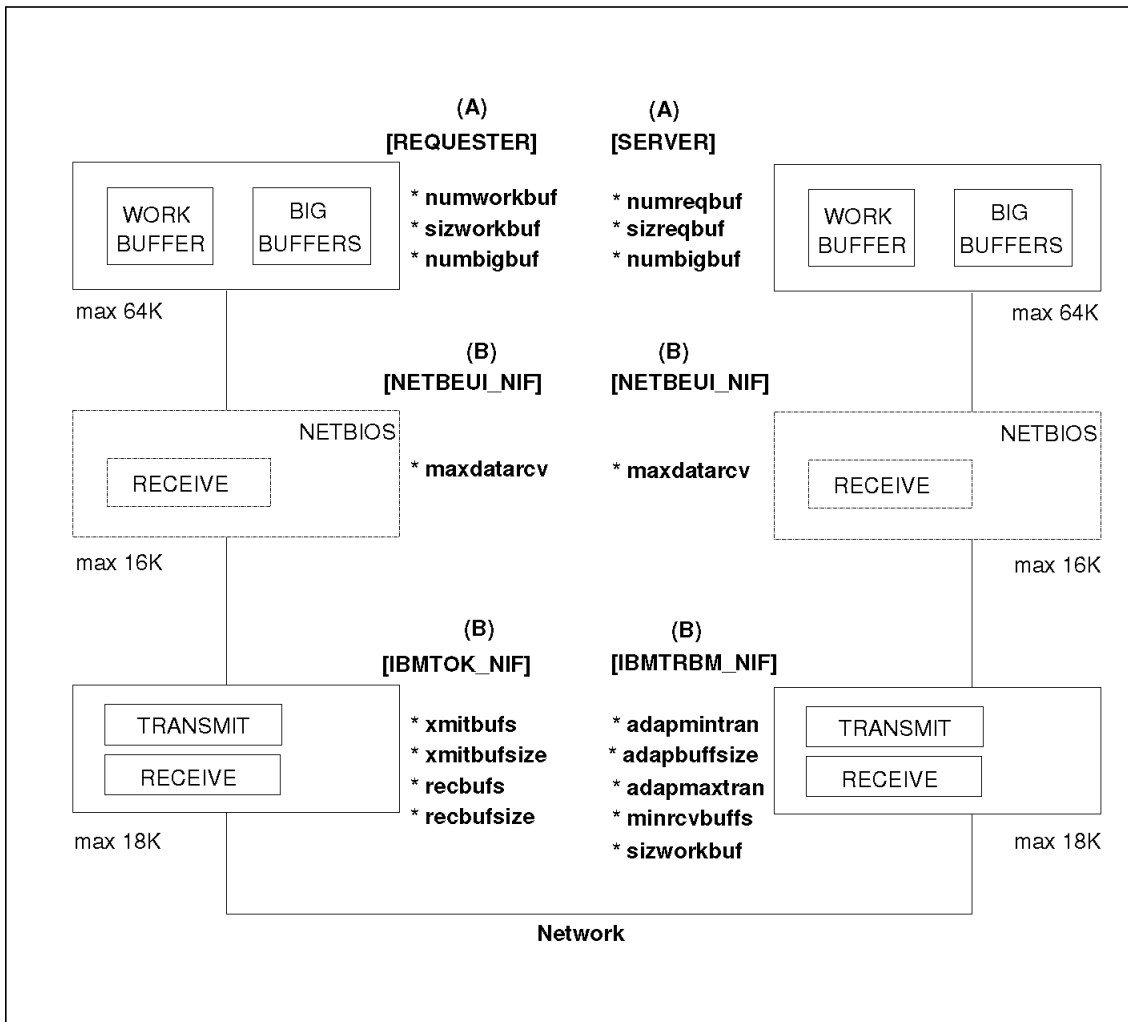 (A)
[REQUESTER]
WORK
BUFFER
BIG
BUFFERS
* numworkbuf
* sizworkbuf
* numbigbuf
max 64K
(A)
[SERVER]
* numreqbuf
* sizreqbuf
* numbigbuf
WORK
BUFFER
BIG
BUFFERS
max 64K
(B)
[NETBEUI_NIF]
NETBIOS
RECEIVE
* maxdatarcv
max 16K
(B)
[NETBEUI_NIF]
* maxdatarcv
NETBIOS
RECEIVE
max 16K
(B)
[IBMTOK_NIF]
TRANSMIT
RECEIVE
* xmitbufs
* xmitbufsize
* recbufs
* recbufsize
max 18K
(B)
[IBMTRBM_NIF]
* adapmintran
* adapbuffsize
* adapmaxtran
* minrcvbuffs
* sizworkbuf
TRANSMIT
RECEIVE
max 18K
Network